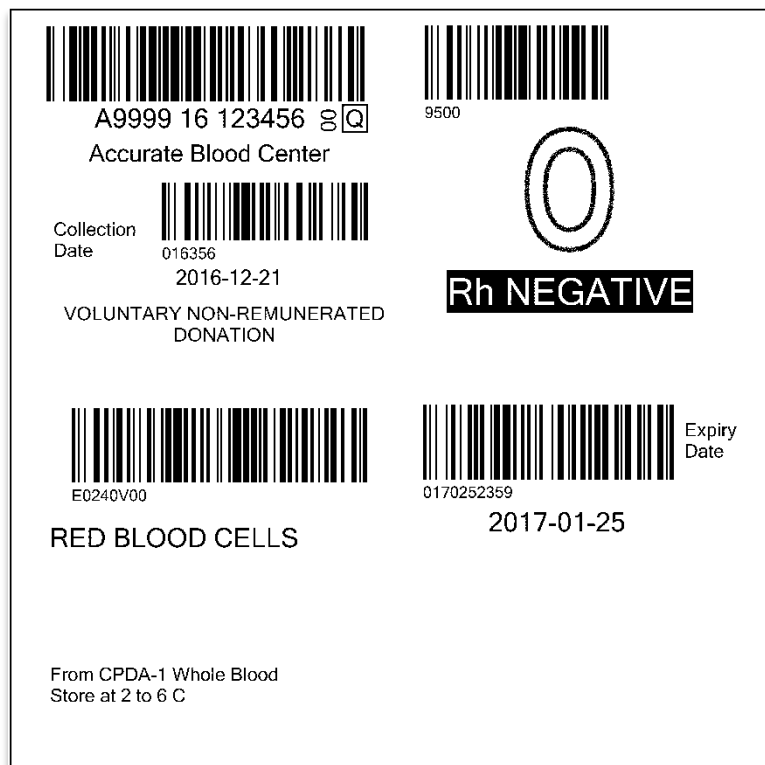 A9999 16 123456 00 Q
Accurate Blood Center
Collection
Date
016356
2016-12-21
VOLUNTARY NON-REMUNERATED
DONATION
9500
O
Rh NEGATIVE
E0240V00
RED BLOOD CELLS
0170252359
Expiry
Date
2017-01-25
From CPDA-1 Whole Blood
Store at 2 to 6 C